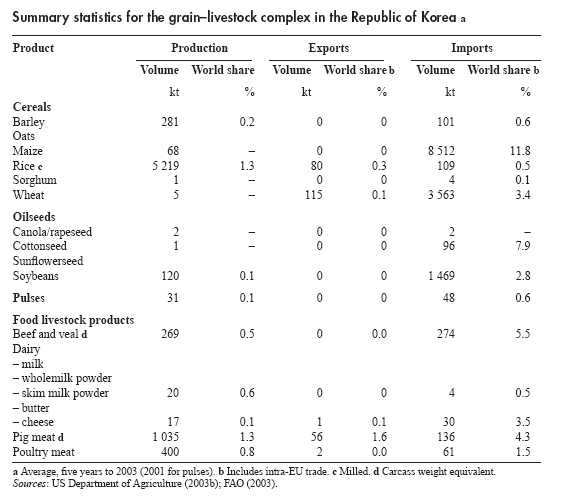 Summary statistics for the grain–livestock complex in the Republic of Korea a
Product Production Exports Imports
Volume World share Volume World share b Volume World share b
kt % kt % kt %
Cereals
Barley 281 0.2 0 0 101 0.6
Oats
Maize 68 – 0 0 8 512 11.8
Rice c 5 219 1.3 80 0.3 109 0.5
Sorghum 1 – 0 0 4 0.1
Wheat 5 – 115 0.1 3 563 3.4
Oilseeds
Canola/rapeseed 2 – 0 0 2 –
Cottonseed 1 – 0 0 96 7.9
Sunflowerseed
Soybeans 120 0.1 0 0 1 469 2.8
Pulses 31 0.1 0 0 48 0.6
Food livestock products
Beef and veal d 269 0.5 0 0.0 274 5.5
Dairy
– milk
– wholemilk powder
– skim milk powder 20 0.6 0 0 4 0.5
– butter
– cheese 17 0.1 1 0.1 30 3.5
Pig meat d 1 035 1.3 56 1.6 136 4.3
Poultry meat 400 0.8 2 0.0 61 1.5
a Average, five years to 2003 (2001 for pulses). b Includes intra-EU trade. c Milled. d Carcass weight equivalent.
Sources: US Department of Agriculture (2003b); FAO (2003).